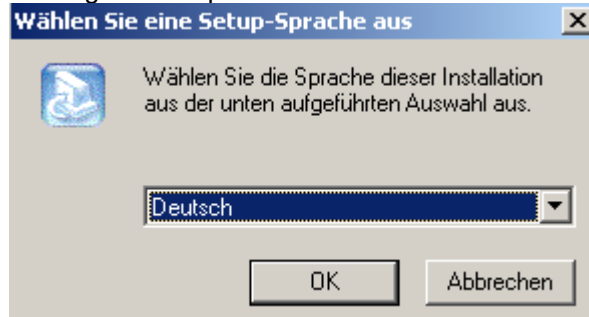 Wählen Sie eine Setup-Sprache aus
Wählen Sie die Sprache dieser Installation
aus der unten aufgeführten Auswahl aus.
Deutsch
OK
Abbrechen